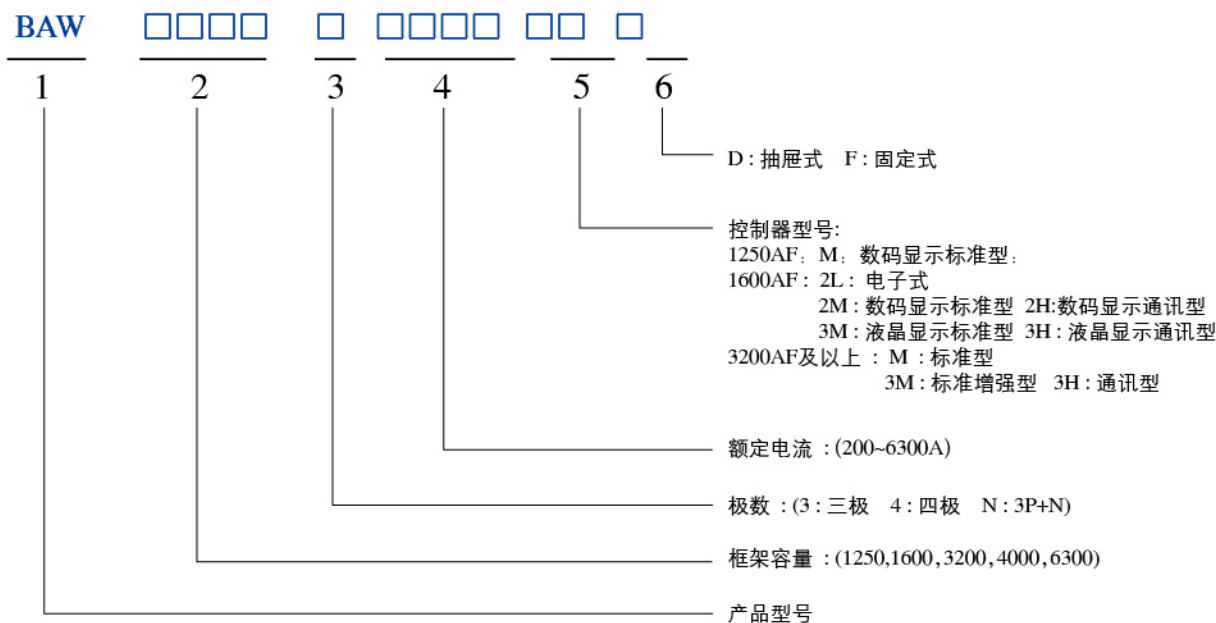 BAW □□□□ □ □□□□ □□ □
1 2 3 4 5 6
D : 抽屉式 F : 固定式
控制器型号:
1250AF：M：数码显示标准型；
1600AF : 2L : 电子式
2M : 数码显示标准型 2H:数码显示通讯型
3M : 液晶显示标准型 3H : 液晶显示通讯型
3200AF及以上 : M : 标准型
3M : 标准增强型 3H : 通讯型
额定电流 : (200~6300A)
极数 : (3 : 三极 4 : 四极 N : 3P+N)
框架容量 : (1250,1600,3200,4000,6300)
产品型号